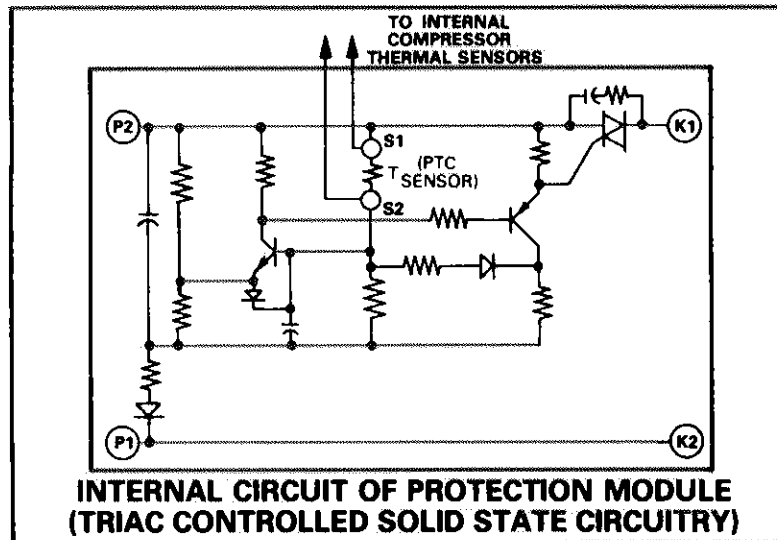 TO INTERNAL
COMPRESSOR
THERMAL SENSORS
P2
S1
K1
T (PTC
SENSOR)
S2
P1
K2
INTERNAL CIRCUIT OF PROTECTION MODULE
(TRIAC CONTROLLED SOLID STATE CIRCUITRY)